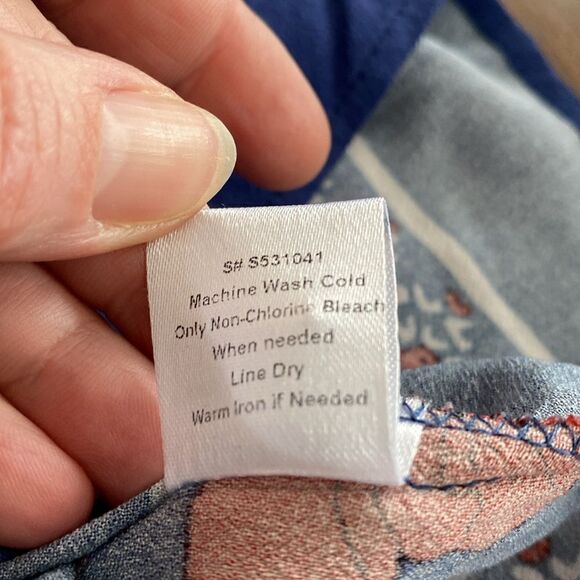 S# S531041
Machine Wash Cold
Only Non-Chlorine Bleach
When needed
Line Dry
Warm Iron if Needed